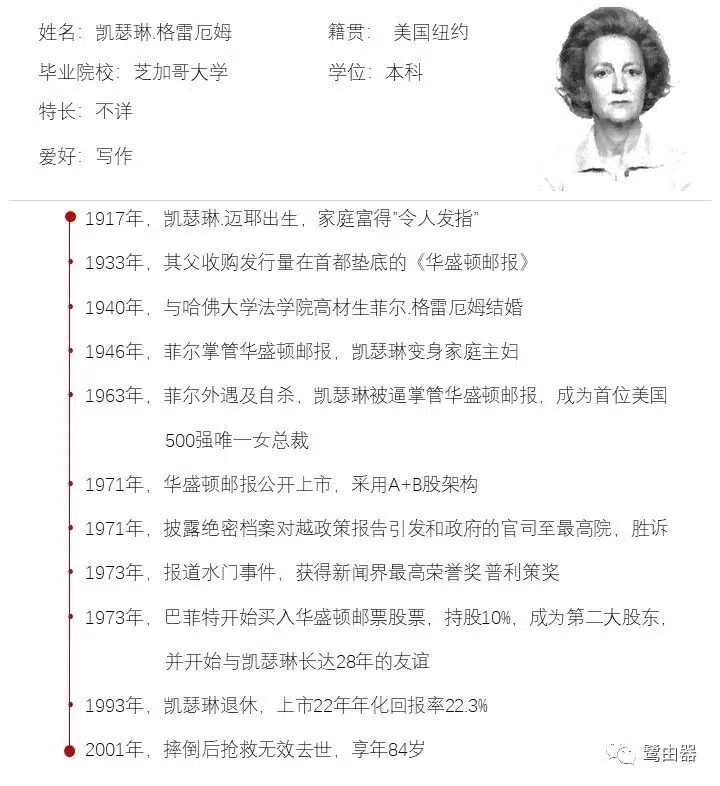 姓名：凯瑟琳.格雷厄姆
籍贯： 美国纽约
毕业院校：芝加哥大学
学位：本科
特长：不详
爱好：写作
1917年，凯瑟琳.迈耶出生，家庭富得”令人发指”
1933年，其父收购发行量在首都垫底的《华盛顿邮报》
1940年，与哈佛大学法学院高材生菲尔.格雷厄姆结婚
1946年，菲尔掌管华盛顿邮报，凯瑟琳变身家庭主妇
1963年，菲尔外遇及自杀，凯瑟琳被逼掌管华盛顿邮报，成为首位美国
500强唯一女总裁
1971年，华盛顿邮报公开上市，采用A+B股架构
1971年，披露绝密档案对越政策报告引发和政府的官司至最高院，胜诉
1973年，报道水门事件，获得新闻界最高荣誉奖普利策奖
1973年，巴菲特开始买入华盛顿邮票股票，持股10%，成为第二大股东，
并开始与凯瑟琳长达28年的友谊
1993年，凯瑟琳退休，上市22年年化回报率22.3%
2001年，摔倒后抢救无效去世，享年84岁
鹭由器